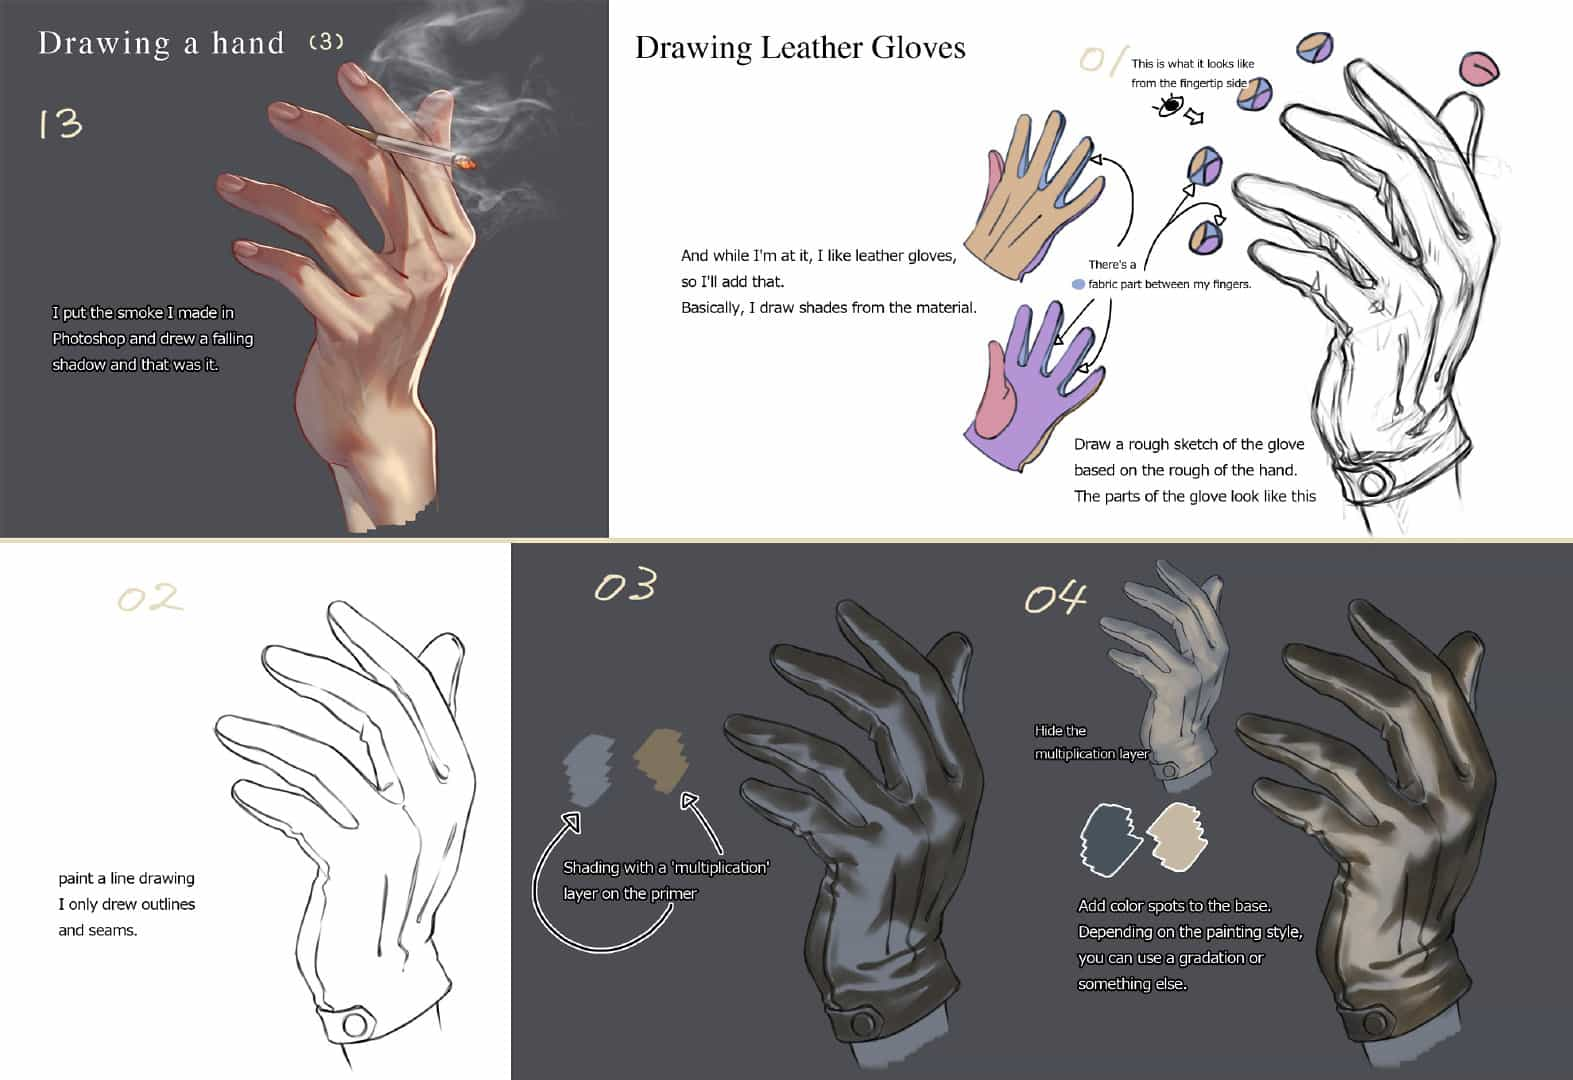 Drawing a hand (3)
13
I put the smoke I made in
Photoshop and drew a falling
shadow and that was it.
Drawing Leather Gloves
01
This is what it looks like
from the fingertip side
And while I'm at it, I like leather gloves,
so I'll add that.
Basically, I draw shades from the material.
There's a
fabric part between my fingers.
Draw a rough sketch of the glove
based on the rough of the hand.
The parts of the glove look like this
02
paint a line drawing
I only drew outlines
and seams.
03
Shading with a 'multiplication'
layer on the primer
04
Hide the
multiplication layer
Add color spots to the base.
Depending on the painting style,
you can use a gradation or
something else.